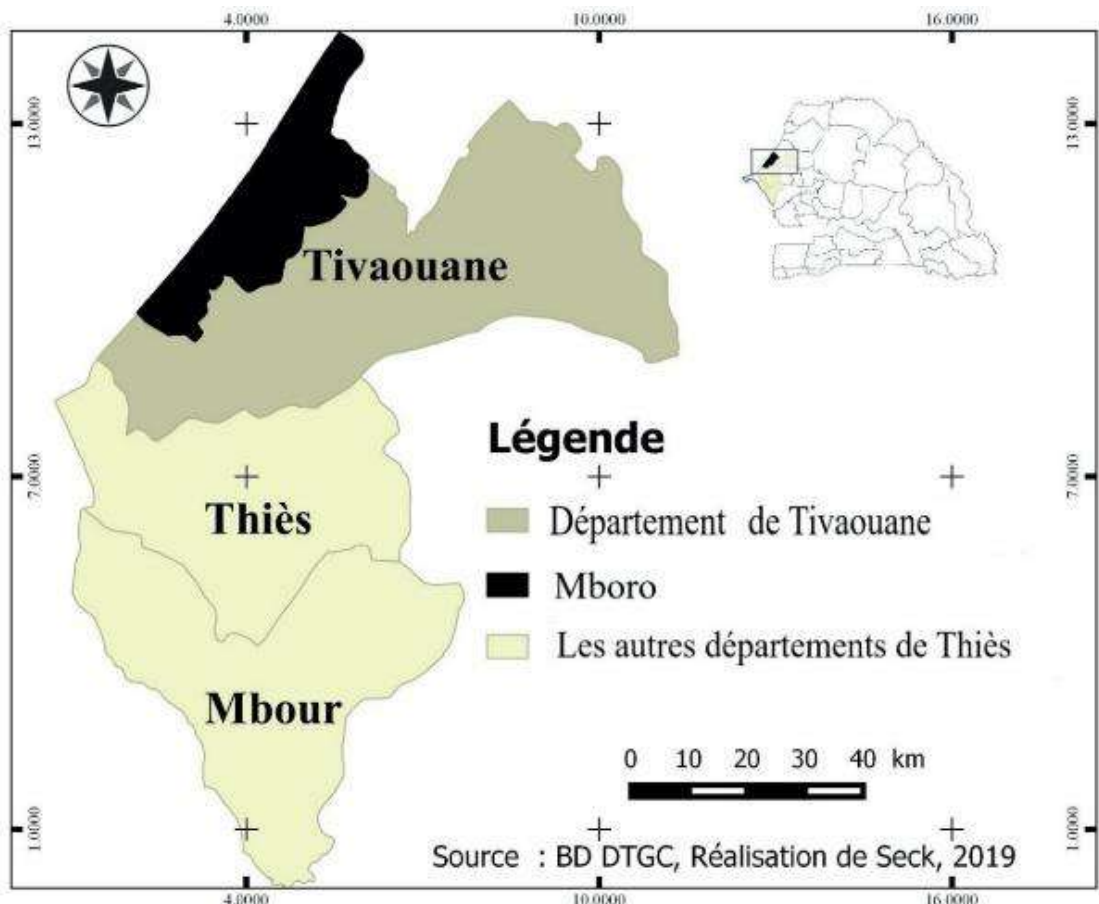 4.0000 10.0000 16.0000
13.0000 13.0000
Tivaouane
Légende
7.0000 7.0000
Thiès
Département de Tivaouane
Mboro
Les autres départements de Thiès
Mbour
0 10 20 30 40 km
1.0000 1.0000
Source : BD DTGC, Réalisation de Seck, 2019
4.0000 10.0000 16.0000